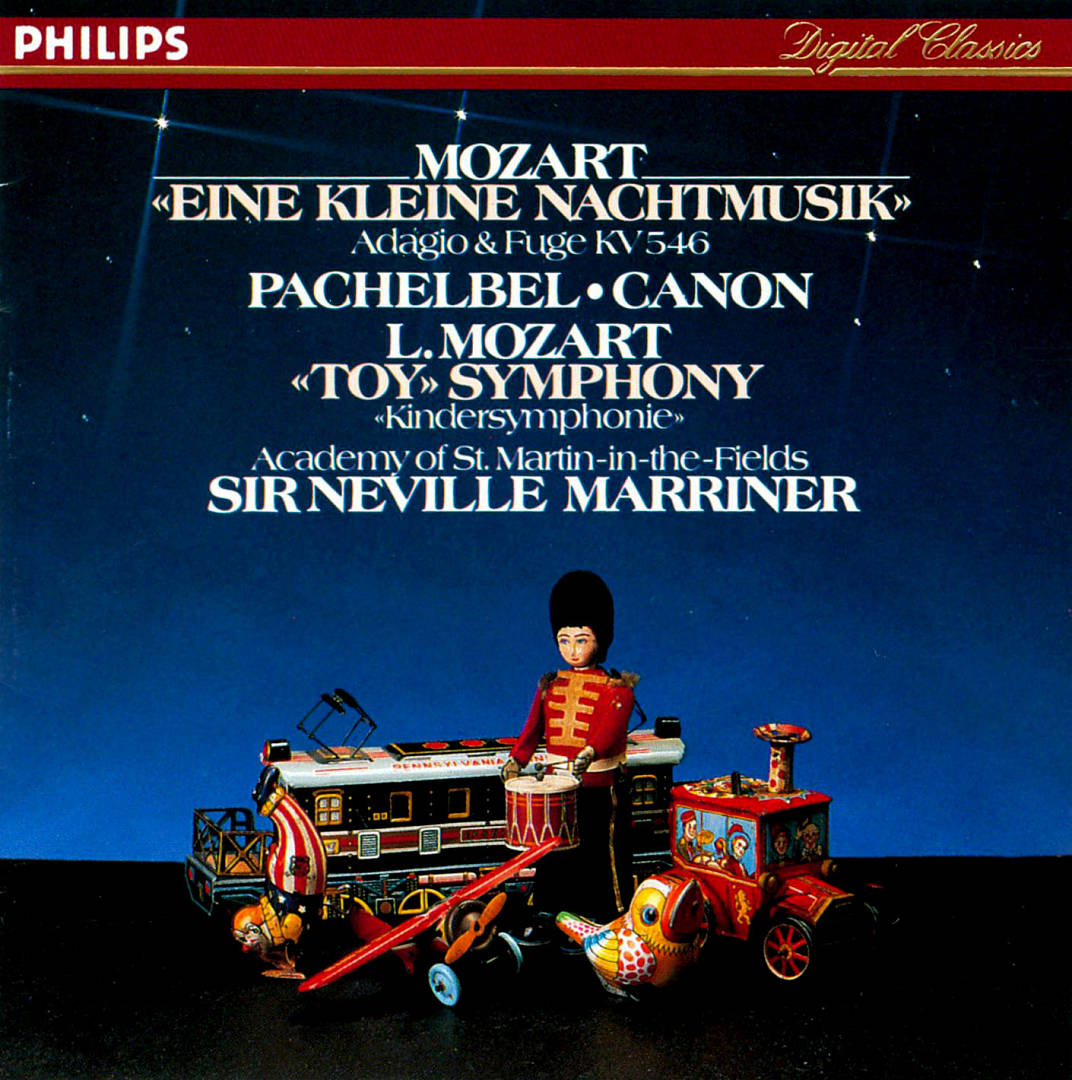 PHILIPS
Digital Classics
MOZART
«EINE KLEINE NACHTMUSIK»
Adagio & Fuge KV 546
PACHELBEL • CANON
L. MOZART
«TOY» SYMPHONY
«Kindersymphonie»
Academy of St. Martin-in-the-Fields
SIR NEVILLE MARRINER
PENNSYLVANIA